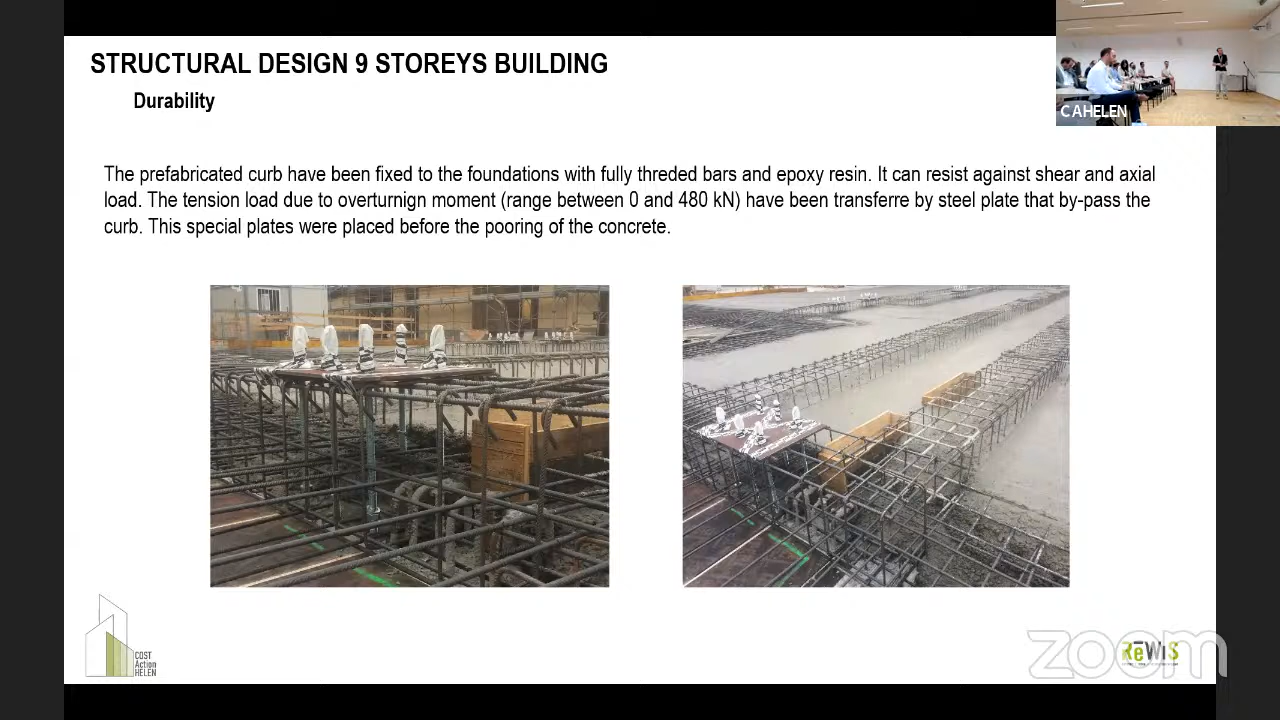 STRUCTURAL DESIGN 9 STOREYS BUILDING
Durability
CAHELEN
The prefabricated curb have been fixed to the foundations with fully threded bars and epoxy resin. It can resist against shear and axial
load. The tension load due to overturnign moment (range between 0 and 480 kN) have been transferre by steel plate that by-pass the
curb. This special plates were placed before the pooring of the concrete.
COST
Action
HELEN
zoom
ReWiS